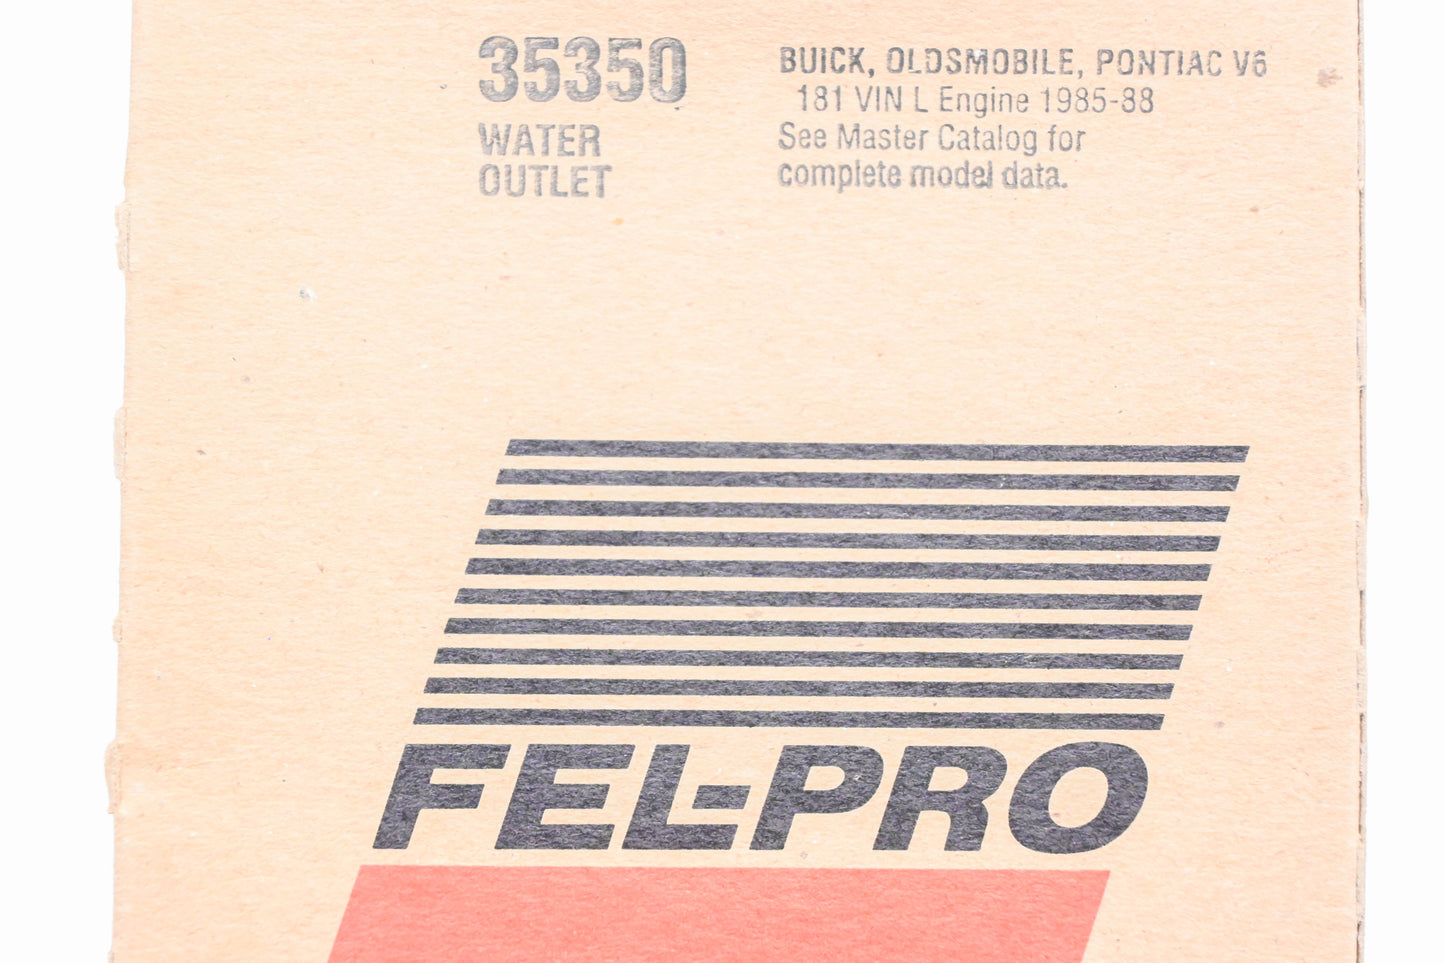 35350
WATER
OUTLET
BUICK, OLDSMOBILE, PONTIAC V6
181 VIN L Engine 1985-88
See Master Catalog for
complete model data.
FEL-PRO